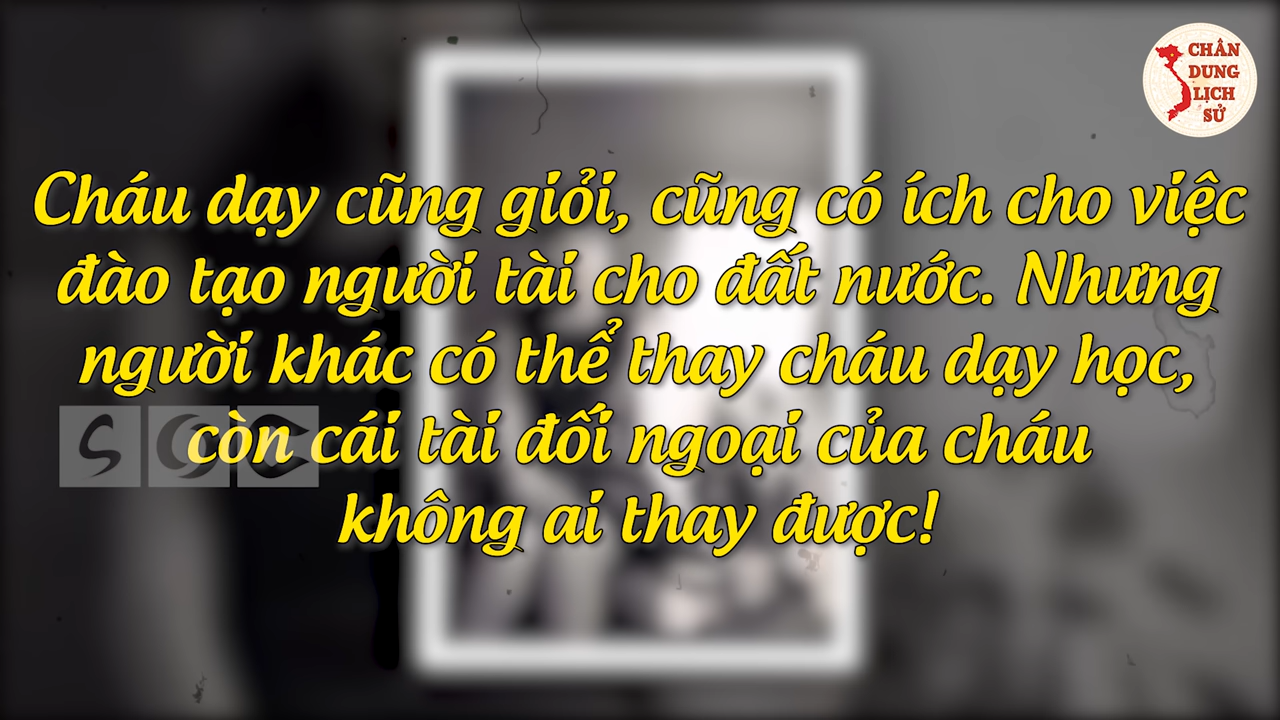 CHÂN
DUNG
LỊCH
SỬ
Cháu dạy cũng giỏi, cũng có ích cho việc
đào tạo người tài cho đất nước. Nhưng
người khác có thể thay cháu dạy học,
còn cái tài đối ngoại của cháu
không ai thay được!